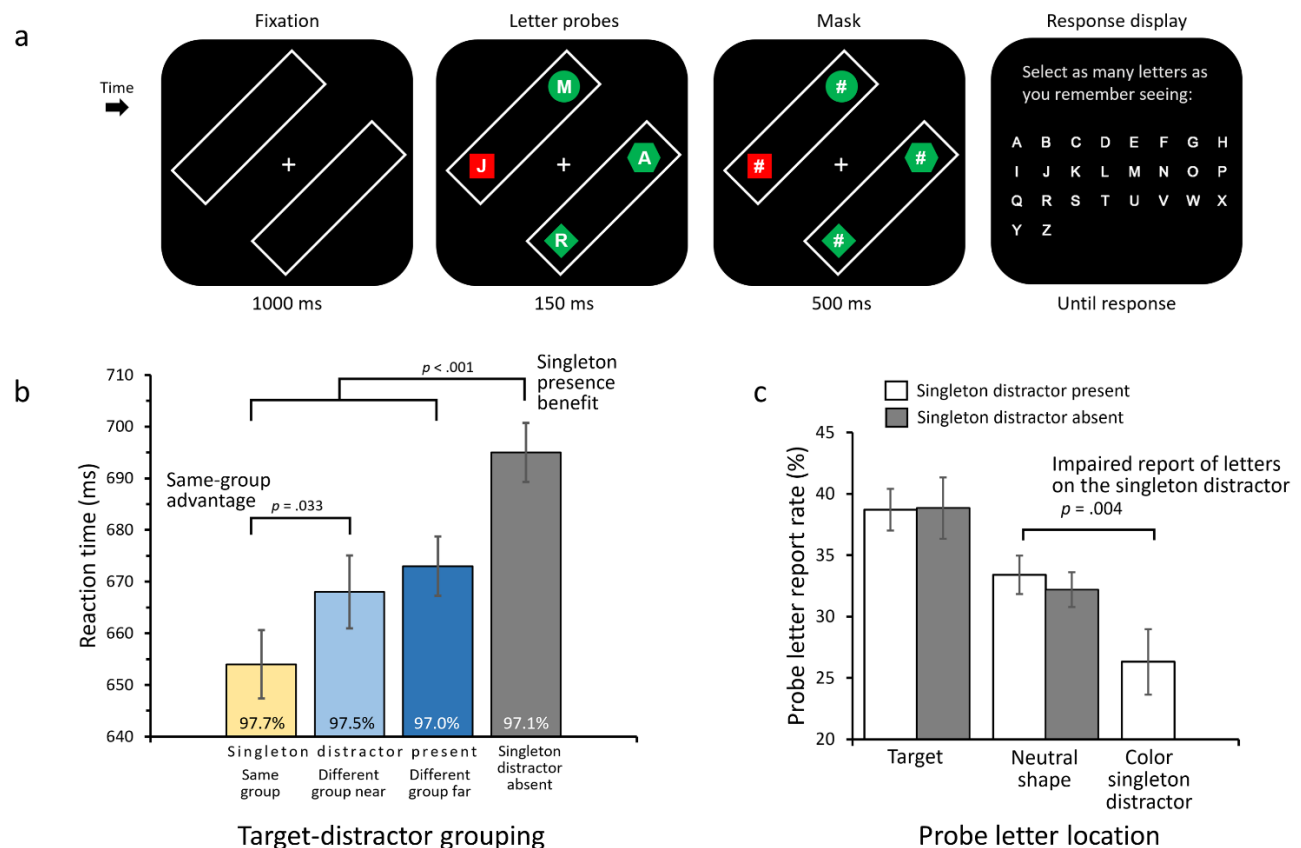 a
Fixation
Letter probes
Mask
Response display
Time
M
J
A
R
#
#
#
#
Select as many letters as
you remember seeing:
A B C D E F G H
I J K L M N O P
Q R S T U V W X
Y Z
1000 ms
150 ms
500 ms
Until response
b
Reaction time (ms)
710
700
690
680
670
660
650
640
p < .001
Singleton
presence
benefit
Same-group
advantage
p = .033
97.7%
97.5%
97.0%
97.1%
Singleton distractor present
Same
group
Different
group near
Different
group far
Singleton
distractor
absent
Target-distractor grouping
c
Singleton distractor present
Singleton distractor absent
Probe letter report rate (%)
45
40
35
30
25
20
Impaired report of letters
on the singleton distractor
p = .004
Target
Neutral
shape
Color
singleton
distractor
Probe letter location